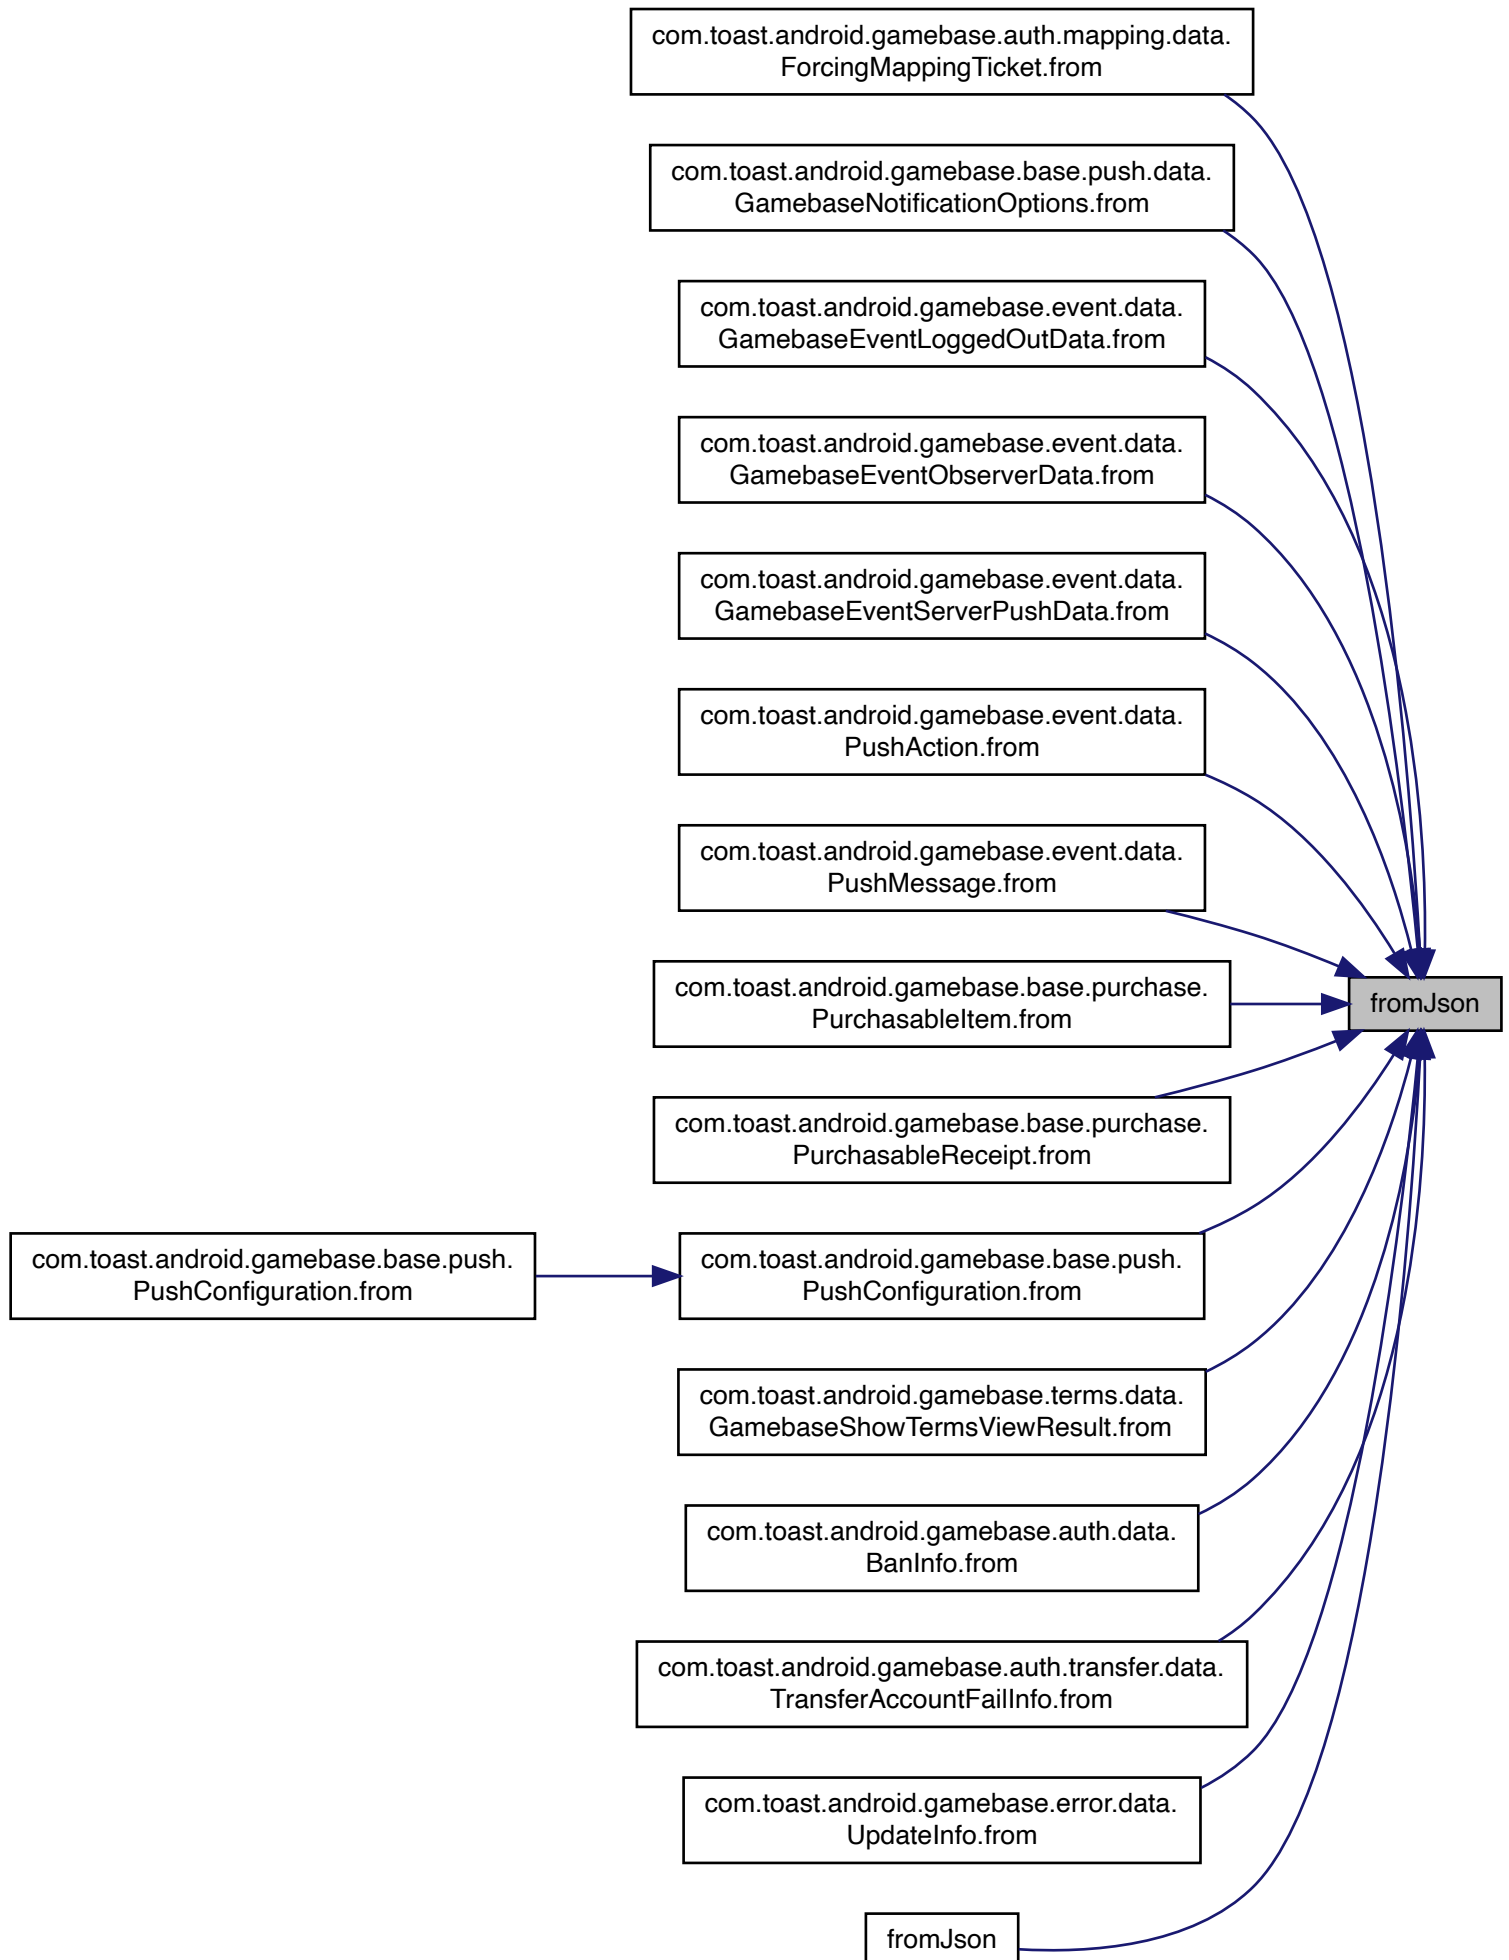 com.toast.android.gamebase.auth.mapping.data.
ForcingMappingTicket.from
com.toast.android.gamebase.base.push.data.
GamebaseNotificationOptions.from
com.toast.android.gamebase.event.data.
GamebaseEventLoggedOutData.from
com.toast.android.gamebase.event.data.
GamebaseEventObserverData.from
com.toast.android.gamebase.event.data.
GamebaseEventServerPushData.from
com.toast.android.gamebase.event.data.
PushAction.from
com.toast.android.gamebase.event.data.
PushMessage.from
com.toast.android.gamebase.base.purchase.
PurchasableItem.from
fromJson
com.toast.android.gamebase.base.purchase.
PurchasableReceipt.from
com.toast.android.gamebase.base.push.
PushConfiguration.from
com.toast.android.gamebase.base.push.
PushConfiguration.from
com.toast.android.gamebase.terms.data.
GamebaseShowTermsViewResult.from
com.toast.android.gamebase.auth.data.
BanInfo.from
com.toast.android.gamebase.auth.transfer.data.
TransferAccountFailInfo.from
com.toast.android.gamebase.error.data.
UpdateInfo.from
fromJson